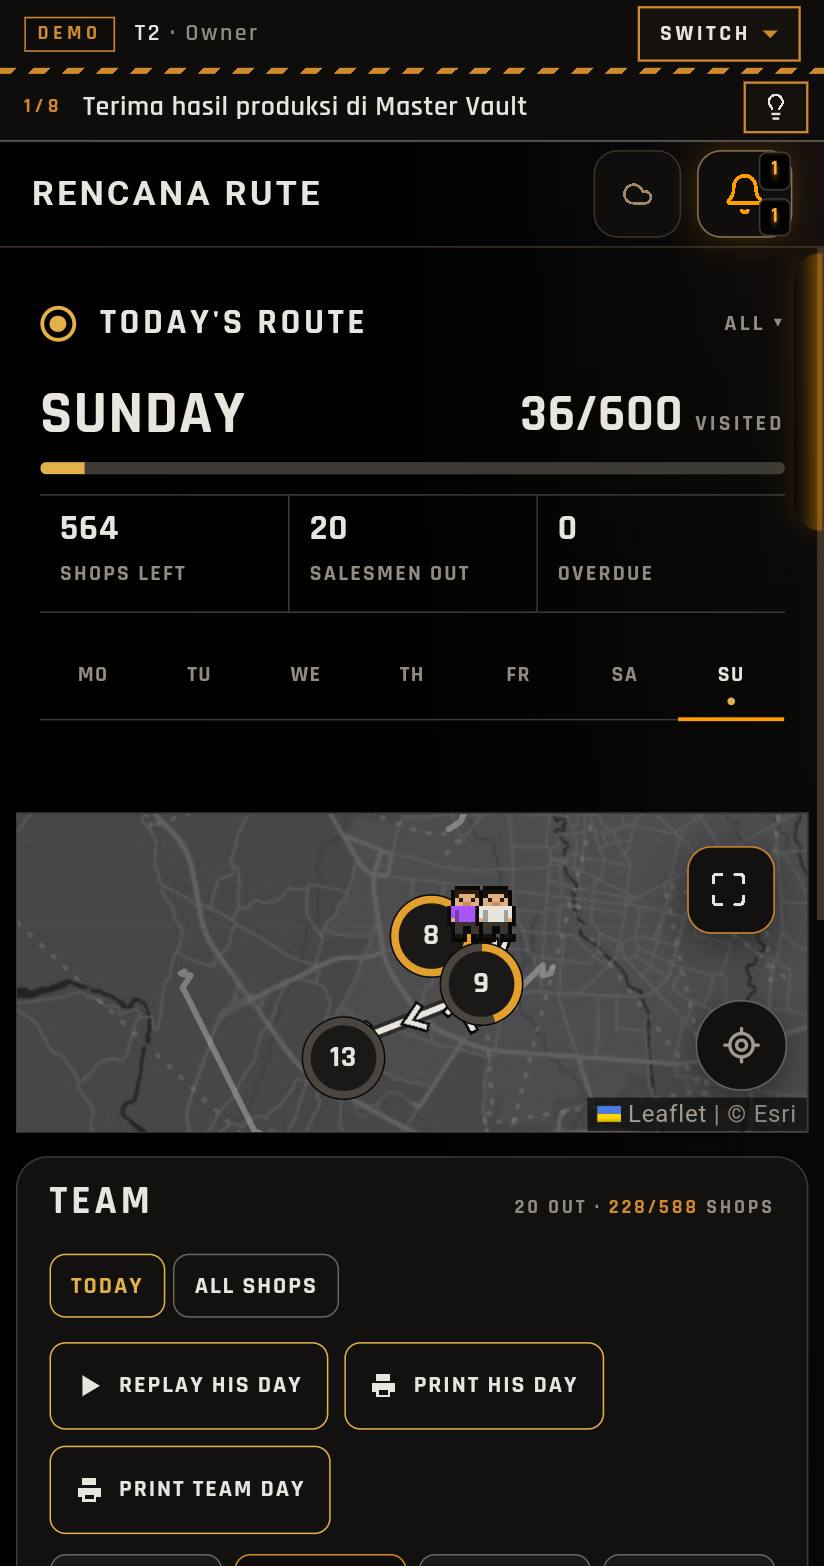 DEMO T2 · Owner SWITCH
1/8 Terima hasil produksi di Master Vault
RENCANA RUTE 1
1
TODAY'S ROUTE ALL
SUNDAY 36/600 VISITED
564 20 0
SHOPS LEFT SALESMEN OUT OVERDUE
MO TU WE TH FR SA SU
8
9
13
Leaflet | © Esri
TEAM 20 OUT · 228/588 SHOPS
TODAY ALL SHOPS
REPLAY HIS DAY PRINT HIS DAY
PRINT TEAM DAY